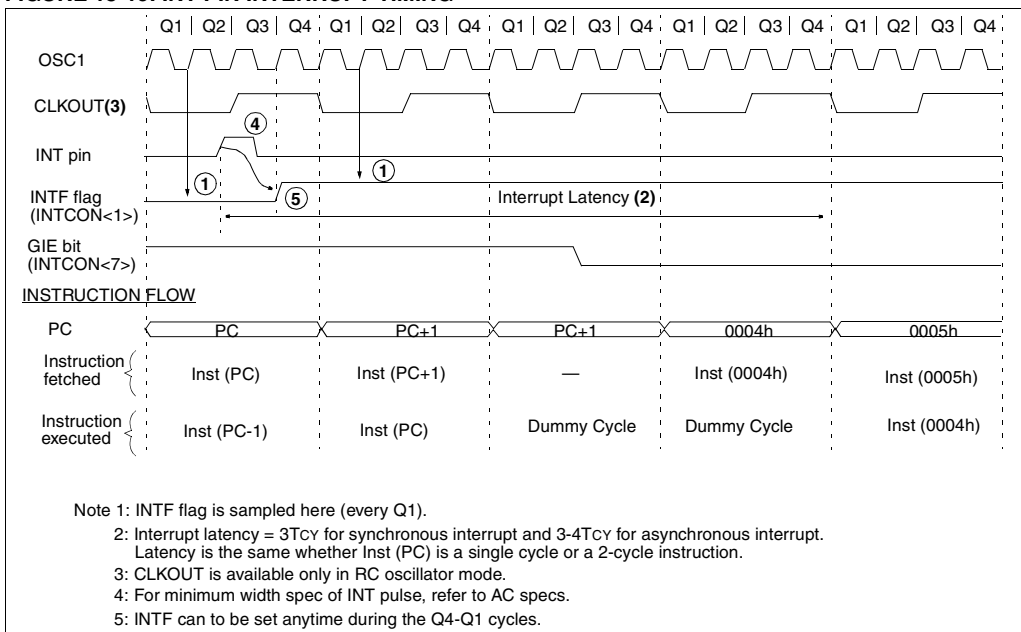 Q1 | Q2 | Q3 | Q4 Q1 | Q2 | Q3 | Q4 Q1 | Q2 | Q3 | Q4 Q1 | Q2 | Q3 | Q4 Q1 | Q2 | Q3 | Q4
OSC1
CLKOUT(3)
4
INT pin
1
1
INTF flag
(INTCON<1>)
5
Interrupt Latency (2)
GIE bit
(INTCON<7>)
INSTRUCTION FLOW
PC PC PC+1 PC+1 0004h 0005h
Instruction
fetched
Inst (PC) Inst (PC+1) — Inst (0004h) Inst (0005h)
Instruction
executed
Inst (PC-1) Inst (PC) Dummy Cycle Dummy Cycle Inst (0004h)
Note 1: INTF flag is sampled here (every Q1).
2: Interrupt latency = 3TCY for synchronous interrupt and 3-4TCY for asynchronous interrupt.
Latency is the same whether Inst (PC) is a single cycle or a 2-cycle instruction.
3: CLKOUT is available only in RC oscillator mode.
4: For minimum width spec of INT pulse, refer to AC specs.
5: INTF can to be set anytime during the Q4-Q1 cycles.